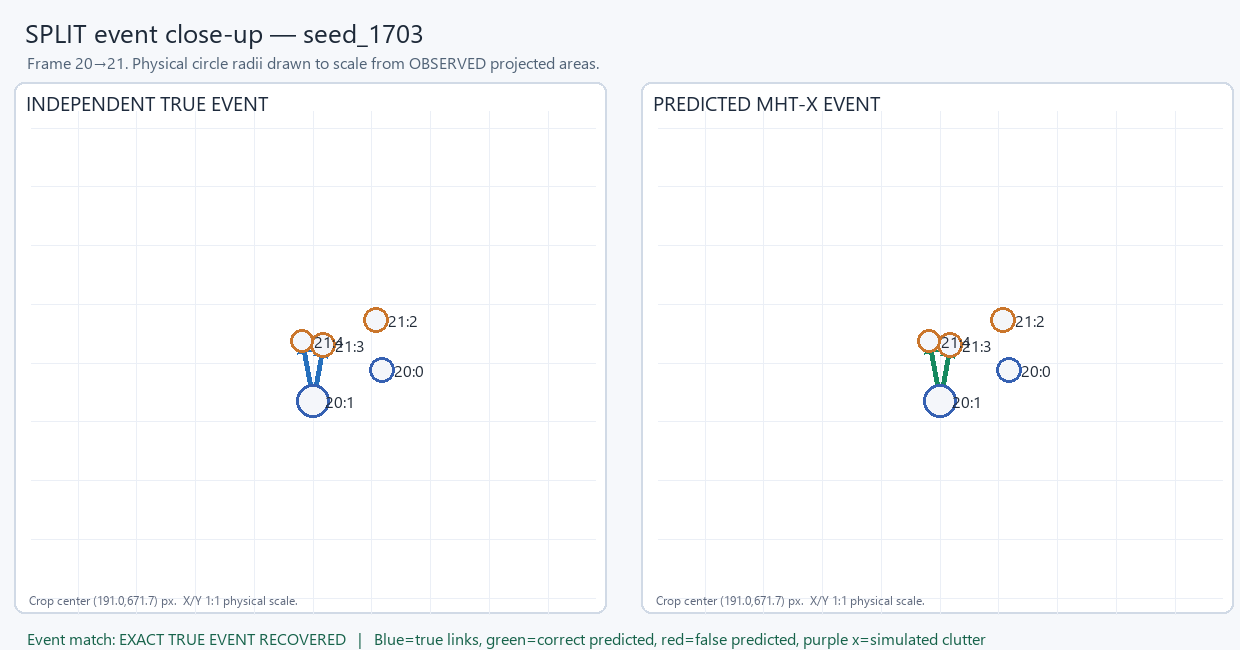 SPLIT event close-up — seed_1703
Frame 20→21. Physical circle radii drawn to scale from OBSERVED projected areas.
INDEPENDENT TRUE EVENT
21:2
21:4
21:3
20:0
20:1
Crop center (191.0,671.7) px. X/Y 1:1 physical scale.
PREDICTED MHT-X EVENT
21:2
21:4
21:3
20:0
20:1
Crop center (191.0,671.7) px. X/Y 1:1 physical scale.
Event match: EXACT TRUE EVENT RECOVERED | Blue=true links, green=correct predicted, red=false predicted, purple x=simulated clutter